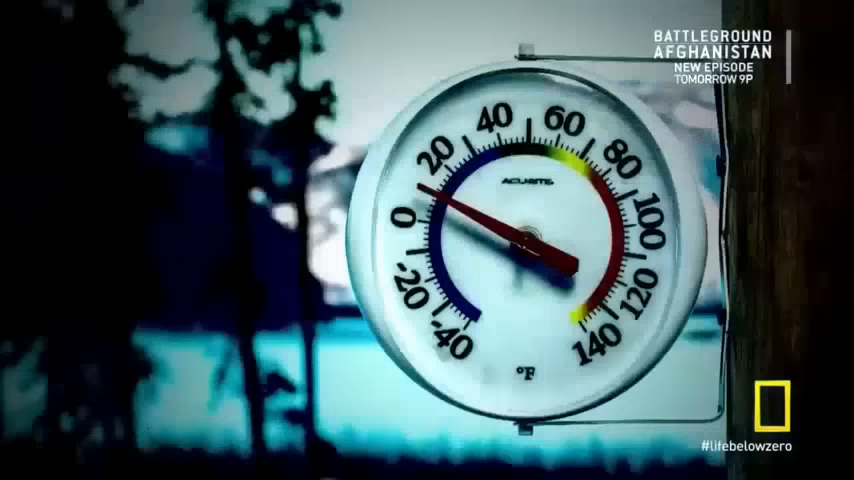 BATTLEGROUND
AFGHANISTAN
NEW EPISODE
TOMORROW 9P
-40
-20
0
20
40
60
80
100
120
140
ACURITE
°F
#lifebelowzero